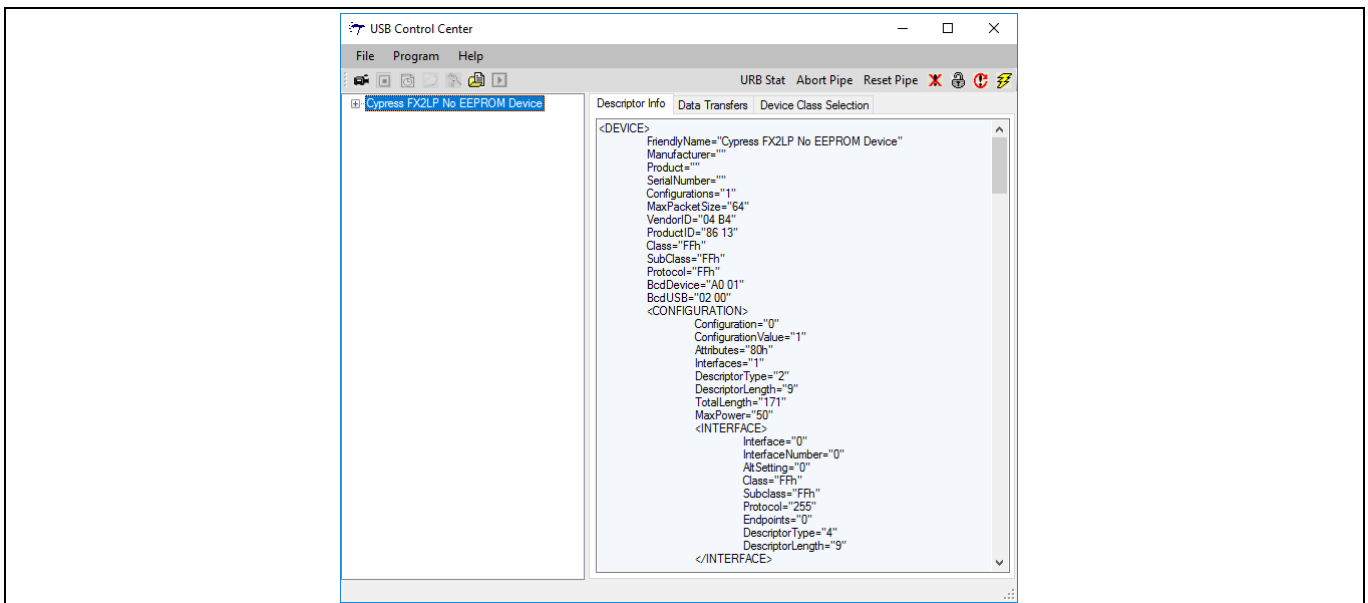 USB Control Center
File Program Help
URB Stat Abort Pipe Reset Pipe
Cypress FX2LP No EEPROM Device
Descriptor Info Data Transfers Device Class Selection
<DEVICE>
FriendlyName="Cypress FX2LP No EEPROM Device"
Manufacturer=""
Product=""
SerialNumber=""
Configurations="1"
MaxPacketSize="64"
VendorID="04 B4"
ProductID="86 13"
Class="FFh"
SubClass="FFh"
Protocol="FFh"
BcdDevice="A0 01"
BcdUSB="02 00"
<CONFIGURATION>
Configuration="0"
ConfigurationValue="1"
Attributes="80h"
Interfaces="1"
DescriptorType="2"
DescriptorLength="9"
TotalLength="171"
MaxPower="50"
<INTERFACE>
Interface="0"
InterfaceNumber="0"
AltSetting="0"
Class="FFh"
Subclass="FFh"
Protocol="255"
Endpoints="0"
DescriptorType="4"
DescriptorLength="9"
</INTERFACE>